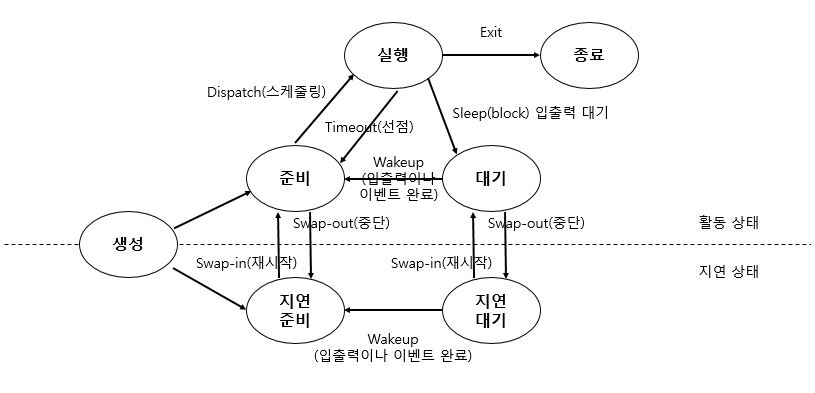 실행
Exit
종료
Dispatch(스케줄링)
Timeout(선점)
Sleep(block) 입출력 대기
준비
Wakeup
(입출력이나
이벤트 완료)
대기
Swap-out(중단)
Swap-out(중단)
활동 상태
생성
Swap-in(재시작)
Swap-in(재시작)
지연 상태
지연
준비
지연
대기
Wakeup
(입출력이나 이벤트 완료)